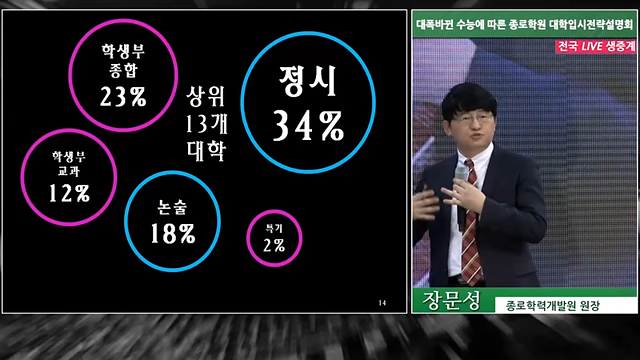 학생부
종합
23%
학생부
교과
12%
상위
13개
대학
정시
34%
논술
18%
특기
2%
14
대폭바뀐 수능에 따른 종로학원 대학입시전략설명회
전국 LIVE 생중계
장문성
종로학력개발원 원장